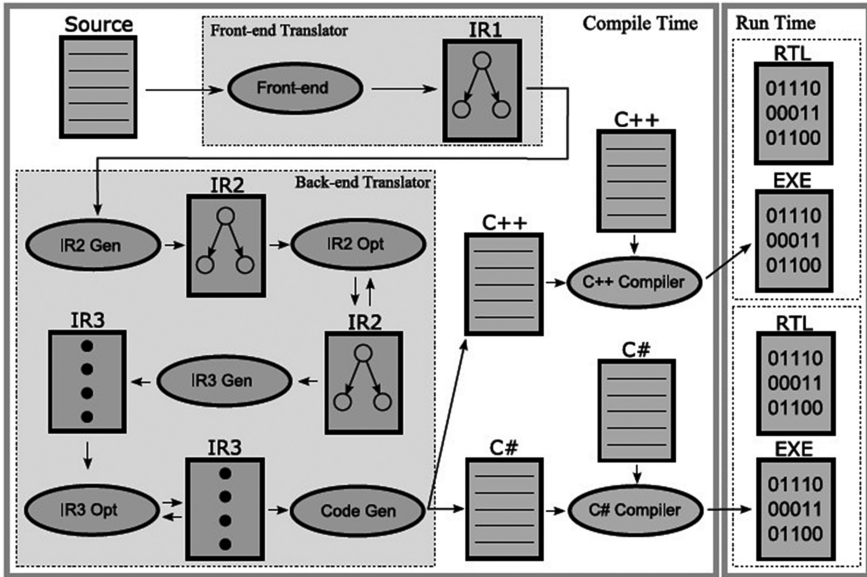 Source
Front-end Translator
IR1
Compile Time
Run Time
Front-end
RTL
01110
00011
01100
C++
EXE
01110
00011
01100
Back-end Translator
IR2
IR2 Gen
IR2 Opt
C++
C++ Compiler
IR3
IR3 Gen
IR2
C#
RTL
01110
00011
01100
IR3
IR3 Opt
Code Gen
C#
C# Compiler
EXE
01110
00011
01100